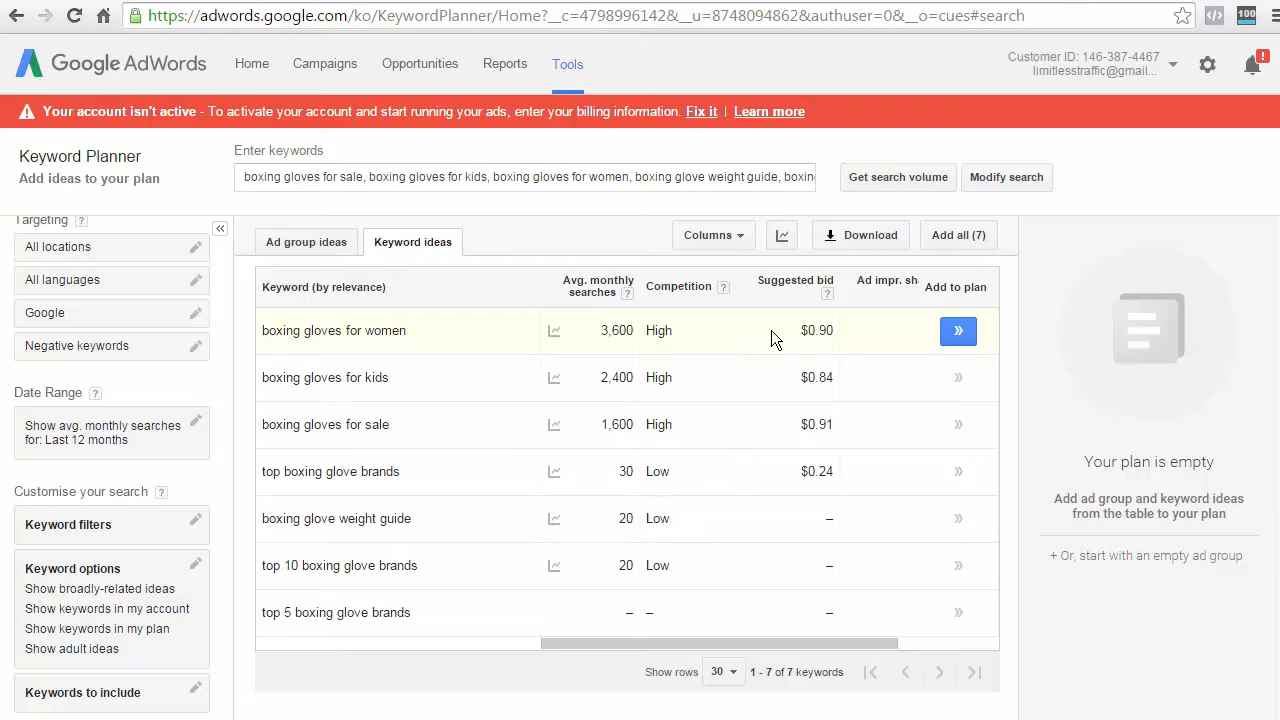 https://adwords.google.com/ko/KeywordPlanner/Home?__c=4798996142&__u=8748094862&authuser=0&__o=cues#search
100
Google AdWords
Home
Campaigns
Opportunities
Reports
Tools
Customer ID: 146-387-4467
limitlesstraffic@gmail...
!
Your account isn't active - To activate your account and start running your ads, enter your billing information. Fix it | Learn more
Keyword Planner
Add ideas to your plan
Enter keywords
boxing gloves for sale, boxing gloves for kids, boxing gloves for women, boxing glove weight guide, boxin
Get search volume
Modify search
Targeting ?
All locations
All languages
Google
Negative keywords
Date Range ?
Show avg. monthly searches
for: Last 12 months
Customise your search ?
Keyword filters
Keyword options
Show broadly-related ideas
Show keywords in my account
Show keywords in my plan
Show adult ideas
Keywords to include
«
Ad group ideas
Keyword ideas
Columns
Download
Add all (7)
Keyword (by relevance)
Avg. monthly
searches ?
Competition ?
Suggested bid
?
Ad impr. sh
Add to plan
boxing gloves for women 3,600 High $0.90 »
boxing gloves for kids 2,400 High $0.84 »
boxing gloves for sale 1,600 High $0.91 »
top boxing glove brands 30 Low $0.24 »
boxing glove weight guide 20 Low – »
top 10 boxing glove brands 20 Low – »
top 5 boxing glove brands – – – »
Show rows 30 1 - 7 of 7 keywords
Your plan is empty
Add ad group and keyword ideas
from the table to your plan
+ Or, start with an empty ad group